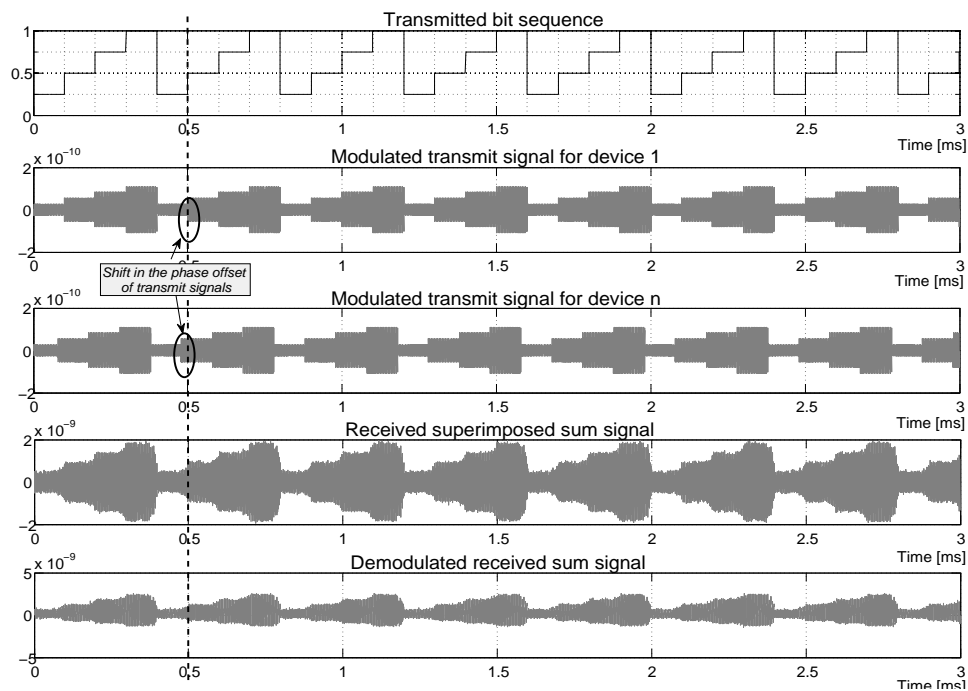 Transmitted bit sequence
1
0.5
0
0 0.5 1 1.5 2 2.5 3
Time [ms]
x 10−10
Modulated transmit signal for device 1
2
0
−2
0 0.5 1 1.5 2 2.5 3
Time [ms]
Shift in the phase offset
of transmit signals
x 10−10
Modulated transmit signal for device n
2
0
−2
0 0.5 1 1.5 2 2.5 3
Time [ms]
x 10−9
Received superimposed sum signal
2
0
−2
0 0.5 1 1.5 2 2.5 3
Time [ms]
x 10−9
Demodulated received sum signal
5
0
−5
0 0.5 1 1.5 2 2.5 3
Time [ms]